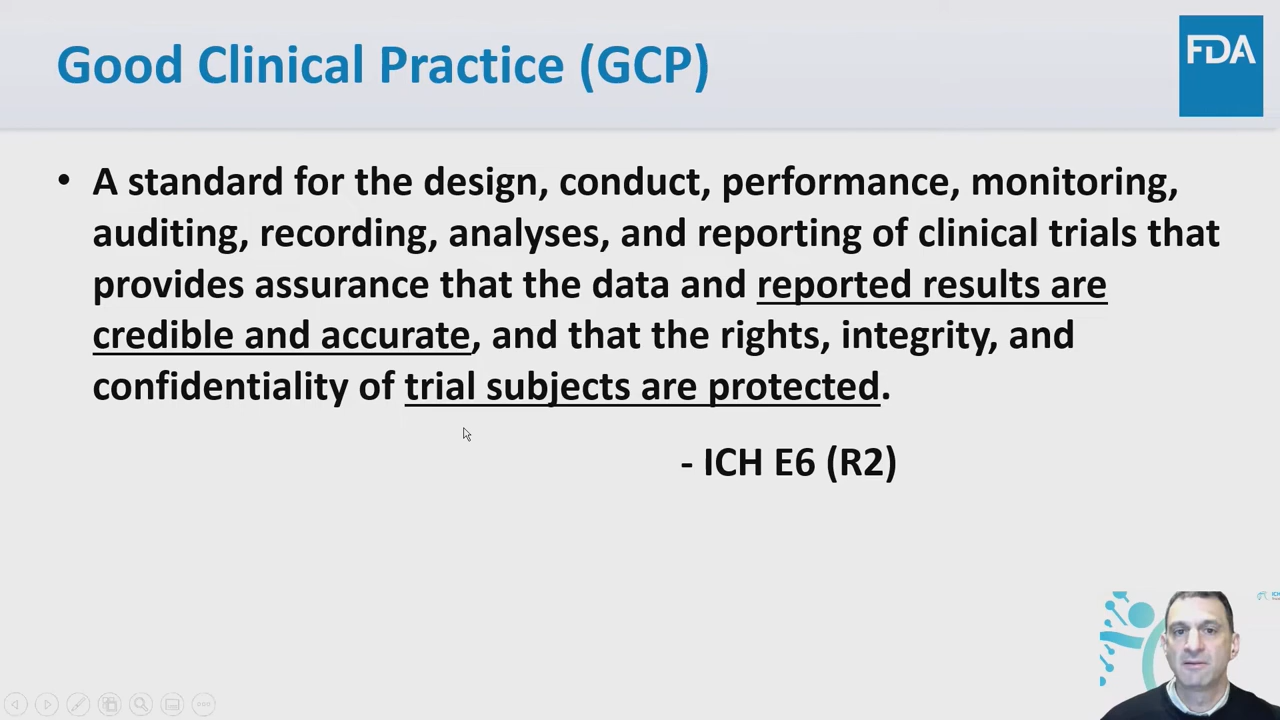 Good Clinical Practice (GCP)
FDA
• A standard for the design, conduct, performance, monitoring,
auditing, recording, analyses, and reporting of clinical trials that
provides assurance that the data and reported results are
credible and accurate, and that the rights, integrity, and
confidentiality of trial subjects are protected.
- ICH E6 (R2)